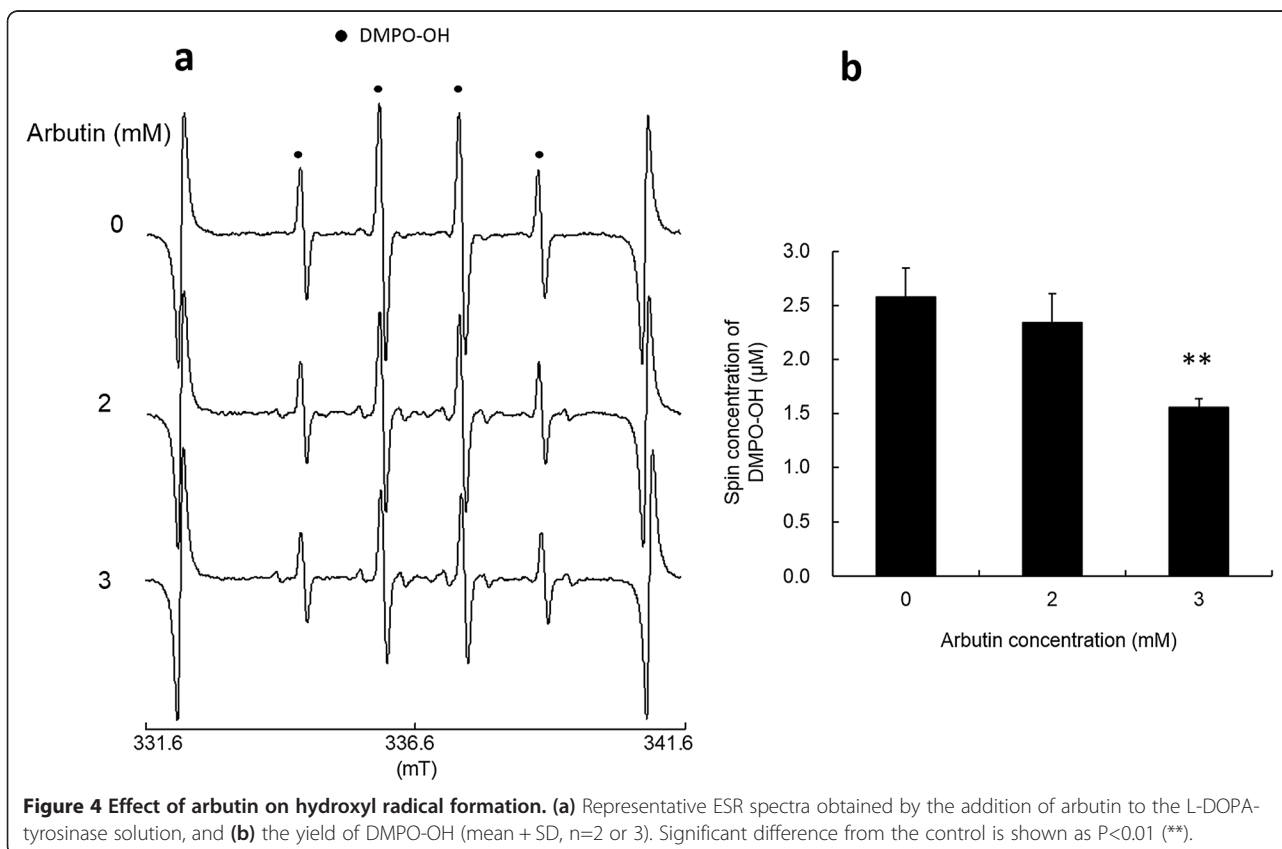 ● DMPO-OH
a
Arbutin (mM)
0
2
3
331.6 336.6 341.6
(mT)
b
Spin concentration of
DMPO-OH (µM)
3.0
2.5
2.0
1.5
1.0
0.5
0.0
**
0 2 3
Arbutin concentration (mM)
Figure 4 Effect of arbutin on hydroxyl radical formation. (a) Representative ESR spectra obtained by the addition of arbutin to the L-DOPA-
tyrosinase solution, and (b) the yield of DMPO-OH (mean + SD, n=2 or 3). Significant difference from the control is shown as P<0.01 (**).